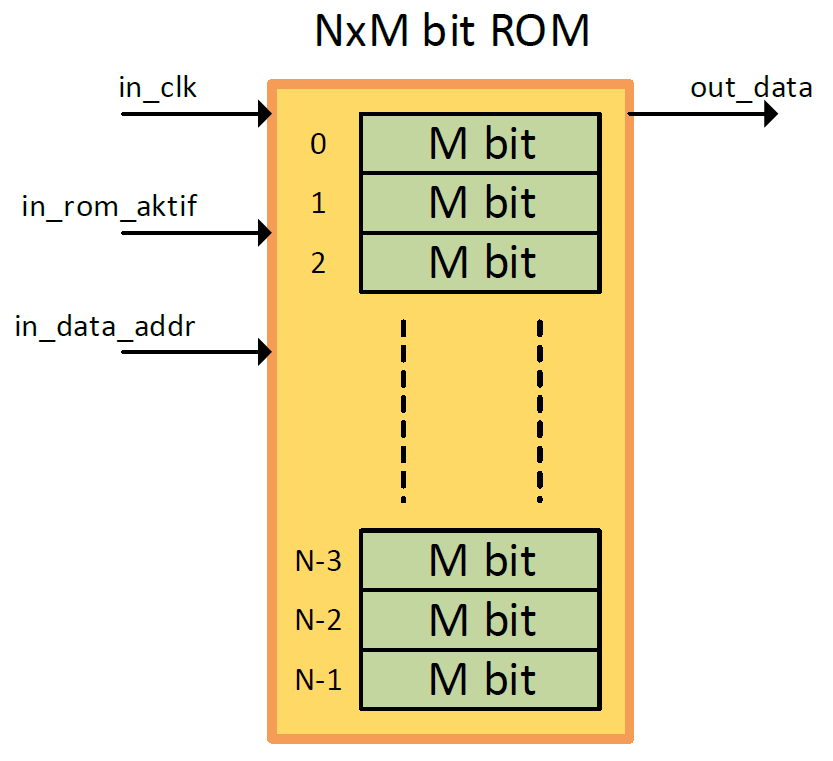 NxM bit ROM
in_clk
out_data
0 M bit
in_rom_aktif
1 M bit
2 M bit
in_data_addr
N-3 M bit
N-2 M bit
N-1 M bit